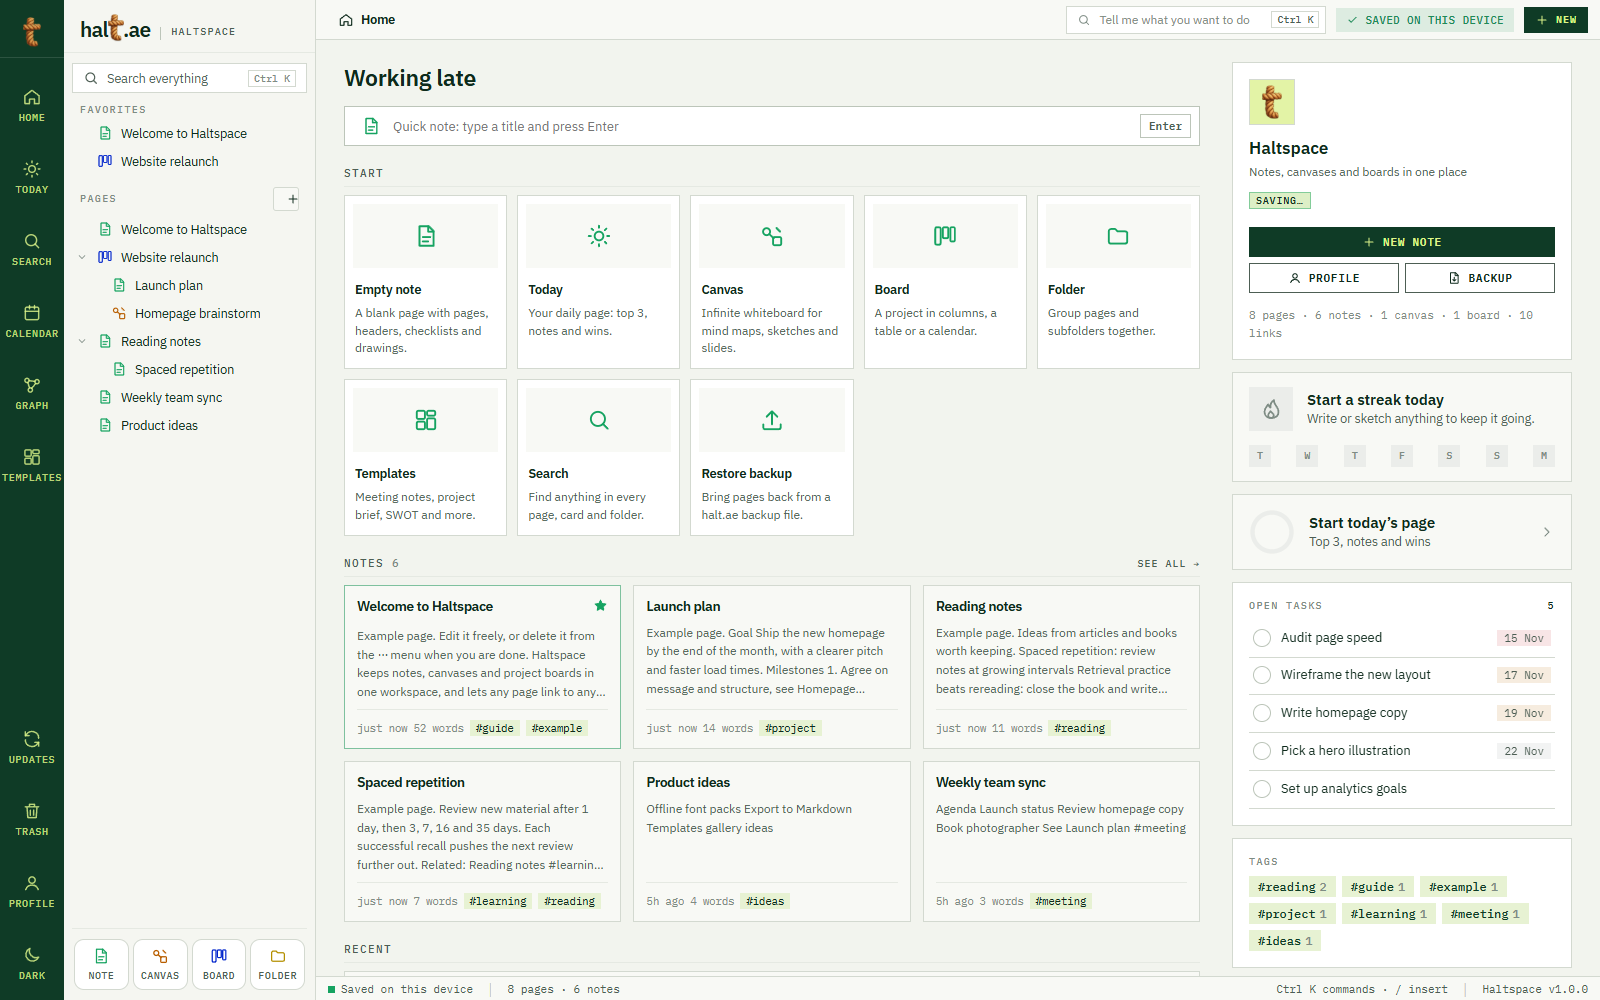 HOME
TODAY
SEARCH
CALENDAR
GRAPH
TEMPLATES
UPDATES
TRASH
PROFILE
DARK
halt.ae | HALTSPACE
Search everything Ctrl K
FAVORITES
Welcome to Haltspace
Website relaunch
PAGES
Welcome to Haltspace
Website relaunch
Launch plan
Homepage brainstorm
Reading notes
Spaced repetition
Weekly team sync
Product ideas
NOTE CANVAS BOARD FOLDER
Home
Tell me what you want to do Ctrl K
SAVED ON THIS DEVICE
NEW
Working late
Quick note: type a title and press Enter Enter
START
Empty note
A blank page with pages,
headers, checklists and
drawings.
Today
Your daily page: top 3,
notes and wins.
Canvas
Infinite whiteboard for
mind maps, sketches and
slides.
Board
A project in columns, a
table or a calendar.
Folder
Group pages and
subfolders together.
Templates
Meeting notes, project
brief, SWOT and more.
Search
Find anything in every
page, card and folder.
Restore backup
Bring pages back from a
halt.ae backup file.
NOTES 6
SEE ALL →
Welcome to Haltspace
Example page. Edit it freely, or delete it from
the ··· menu when you are done. Haltspace
keeps notes, canvases and project boards in
one workspace, and lets any page link to any…
just now 52 words #guide #example
Launch plan
Example page. Goal Ship the new homepage
by the end of the month, with a clearer pitch
and faster load times. Milestones 1. Agree on
message and structure, see Homepage…
just now 14 words #project
Reading notes
Example page. Ideas from articles and books
worth keeping. Spaced repetition: review
notes at growing intervals Retrieval practice
beats rereading: close the book and write…
just now 11 words #reading
Spaced repetition
Example page. Review new material after 1
day, then 3, 7, 16 and 35 days. Each
successful recall pushes the next review
further out. Related: Reading notes #learnin…
just now 7 words #learning #reading
Product ideas
Offline font packs Export to Markdown
Templates gallery ideas
5h ago 4 words #ideas
Weekly team sync
Agenda Launch status Review homepage copy
Book photographer See Launch plan #meeting
5h ago 3 words #meeting
RECENT
Haltspace
Notes, canvases and boards in one place
SAVING…
NEW NOTE
PROFILE
BACKUP
8 pages · 6 notes · 1 canvas · 1 board · 10
links
Start a streak today
Write or sketch anything to keep it going.
T W T F S S M
Start today’s page
Top 3, notes and wins
OPEN TASKS 5
Audit page speed 15 Nov
Wireframe the new layout 17 Nov
Write homepage copy 19 Nov
Pick a hero illustration 22 Nov
Set up analytics goals
TAGS
#reading 2 #guide 1 #example 1
#project 1 #learning 1 #meeting 1
#ideas 1
Saved on this device | 8 pages · 6 notes
Ctrl K commands · / insert | Haltspace v1.0.0